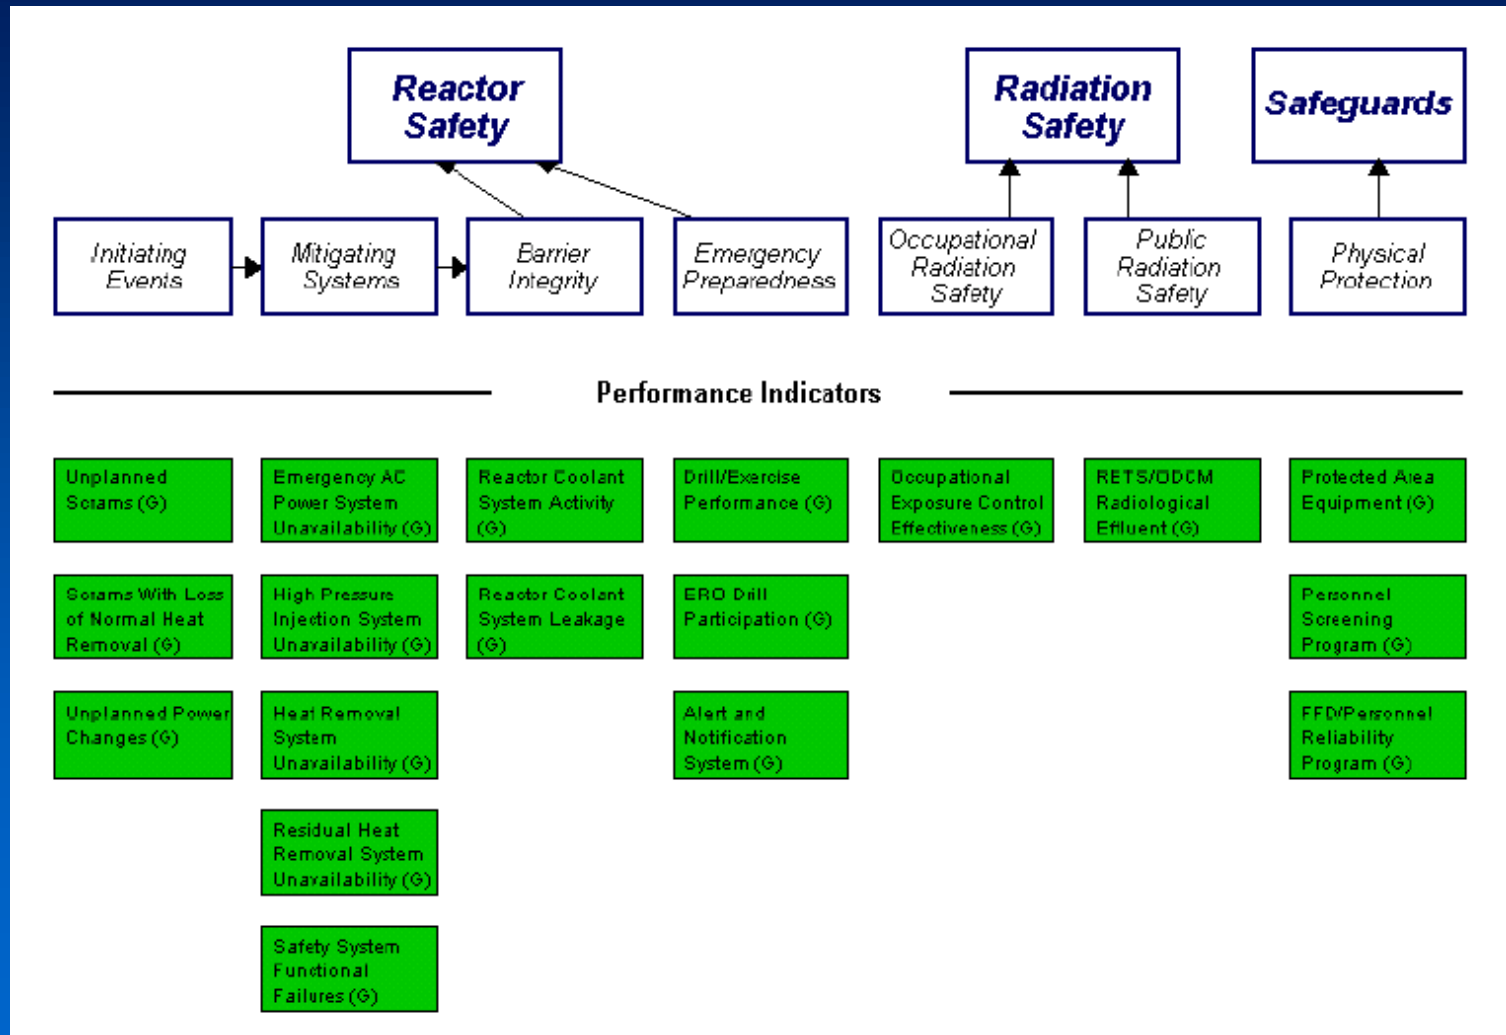 Reactor
Safety
Radiation
Safety
Safeguards
Initiating
Events
Mitigating
Systems
Barrier
Integrity
Emergency
Preparedness
Occupational
Radiation
Safety
Public
Radiation
Safety
Physical
Protection
Performance Indicators
Unplanned
Scrams (G)
Emergency AC
Power System
Unavailability (G)
Reactor Coolant
System Activity
(G)
Drill/Exercise
Performance (G)
Occupational
Exposure Control
Effectiveness (G)
RETS/ODCM
Radiological
Effluent (G)
Protected Area
Equipment (G)
Scrams With Loss
of Normal Heat
Removal (G)
High Pressure
Injection System
Unavailability (G)
Reactor Coolant
System Leakage
(G)
ERO Drill
Participation (G)
Personnel
Screening
Program (G)
Unplanned Power
Changes (G)
Heat Removal
System
Unavailability (G)
Alert and
Notification
System (G)
FFD/Personnel
Reliability
Program (G)
Residual Heat
Removal System
Unavailability (G)
Safety System
Functional
Failures (G)